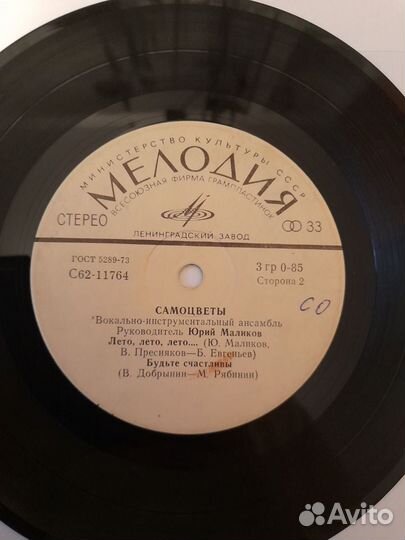 МИНИСТЕРСТВО КУЛЬТУРЫ СССР
МЕЛОДИЯ
ВСЕСОЮЗНАЯ ФИРМА ГРАМПЛАСТИНОК
СТЕРЕО
33
ЛЕНИНГРАДСКИЙ ЗАВОД
ГОСТ 5289-73
3 гр 0-85
С62-11764
Сторона 2
САМОЦВЕТЫ
СО
Вокально-инструментальный ансамбль
Руководитель Юрий Маликов
Лето, лето, лето.... (Ю. Маликов,
В. Пресняков—Б. Евгеньев)
Будьте счастливы
(В. Добрынин—М. Рябинин)
Avito